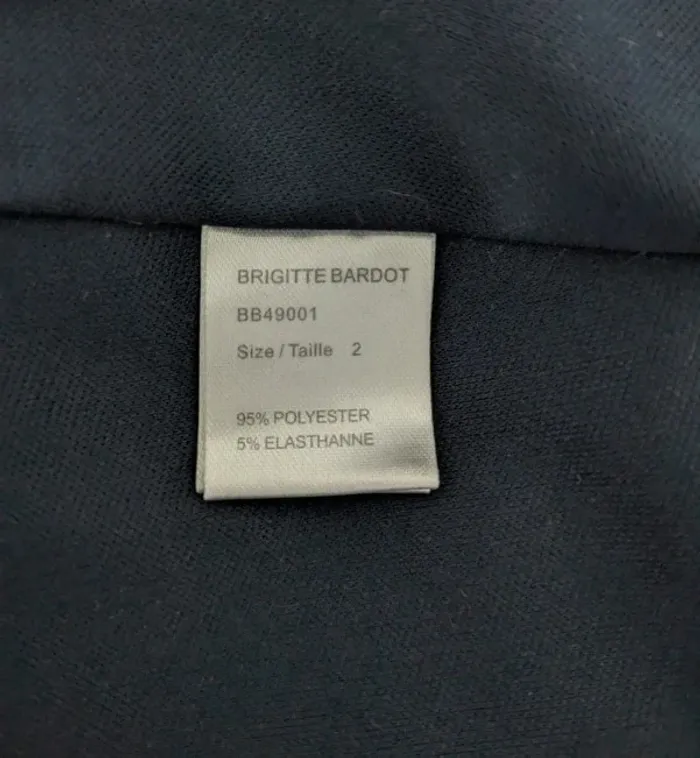 BRIGITTE BARDOT
BB49001
Size / Taille 2
95% POLYESTER
5% ELASTHANNE